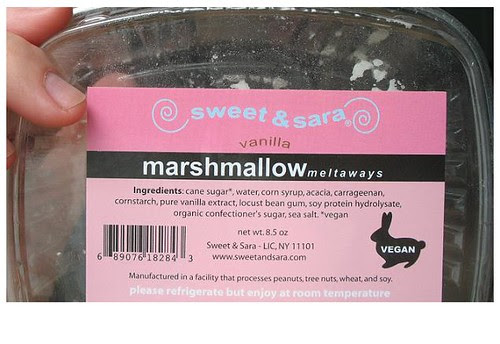 sweet & sara®
vanilla
marshmallow meltaways
Ingredients: cane sugar*, water, corn syrup, acacia, carrageenan,
cornstarch, pure vanilla extract, locust bean gum, soy protein hydrolysate,
organic confectioner's sugar, sea salt. *vegan
net wt. 8.5 oz
Sweet & Sara - LIC, NY 11101
www.sweetandsara.com
VEGAN
6 89076 18284 3
Manufactured in a facility that processes peanuts, tree nuts, wheat, and soy.
please refrigerate but enjoy at room temperature